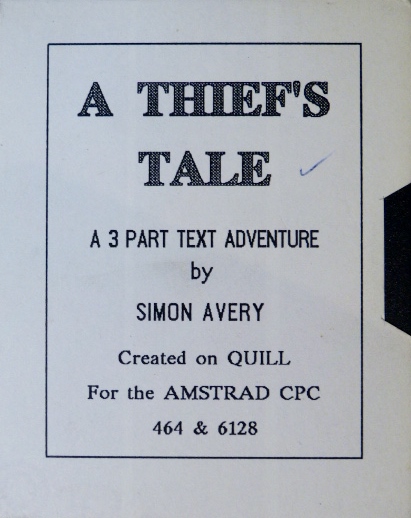 A THIEF'S
TALE
A 3 PART TEXT ADVENTURE
by
SIMON AVERY
Created on QUILL
For the AMSTRAD CPC
464 & 6128